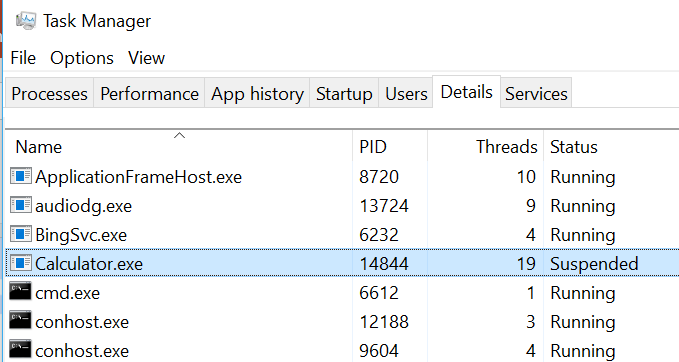 Task Manager
File Options View
Processes Performance App history Startup Users Details Services
Name PID Threads Status
ApplicationFrameHost.exe 8720 10 Running
audiodg.exe 13724 9 Running
BingSvc.exe 6232 4 Running
Calculator.exe 14844 19 Suspended
cmd.exe 6612 1 Running
conhost.exe 12188 3 Running
conhost.exe 9604 4 Running